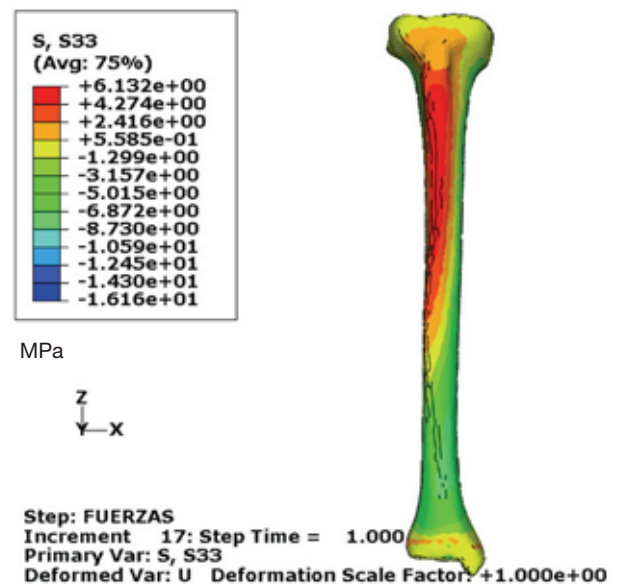 S, S33
(Avg: 75%)
+6.132e+00
+4.274e+00
+2.416e+00
+5.585e-01
-1.299e+00
-3.157e+00
-5.015e+00
-6.872e+00
-8.730e+00
-1.059e+01
-1.245e+01
-1.430e+01
-1.616e+01
MPa
Z
Y X
Step: FUERZAS
Increment 17: Step Time = 1.000
Primary Var: S, S33
Deformed Var: U Deformation Scale Factor: +1.000e+00